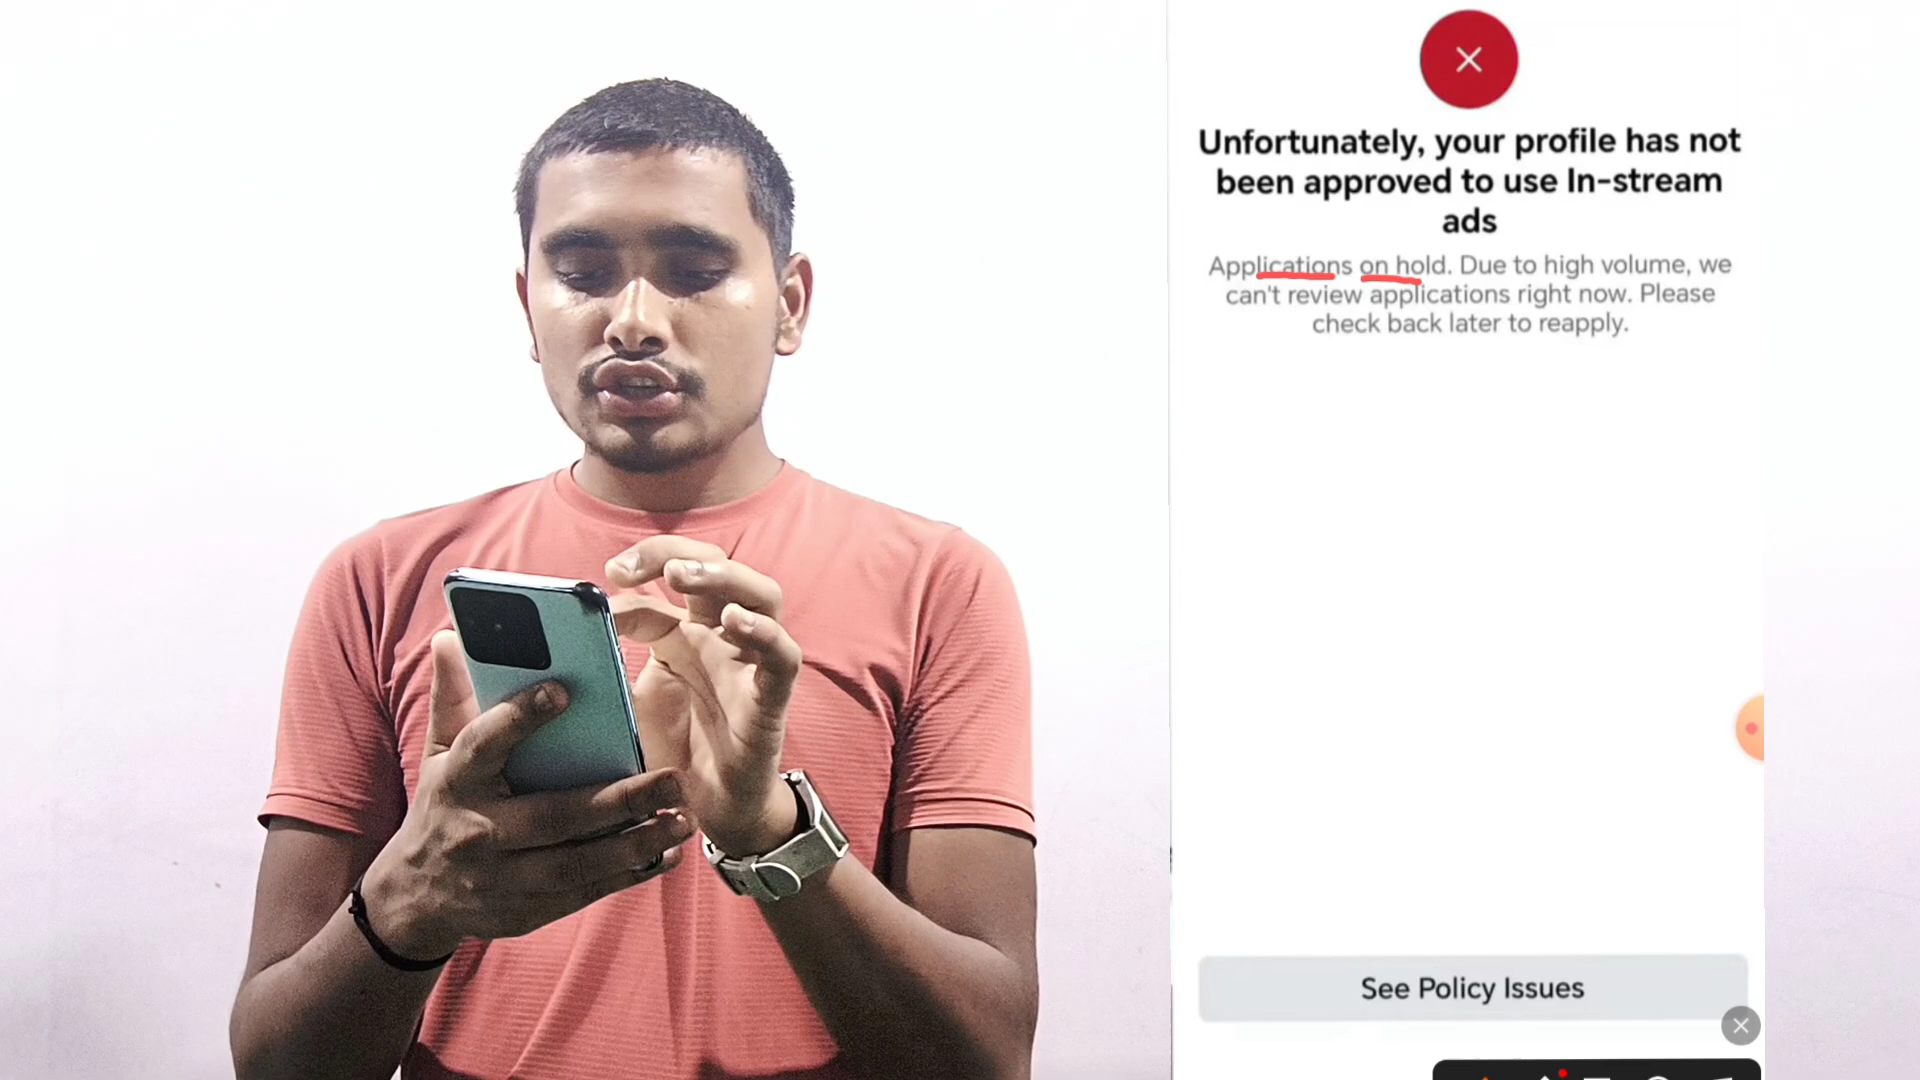 Unfortunately, your profile has not
been approved to use In-stream
ads
Applications on hold. Due to high volume, we
can't review applications right now. Please
check back later to reapply.
See Policy Issues